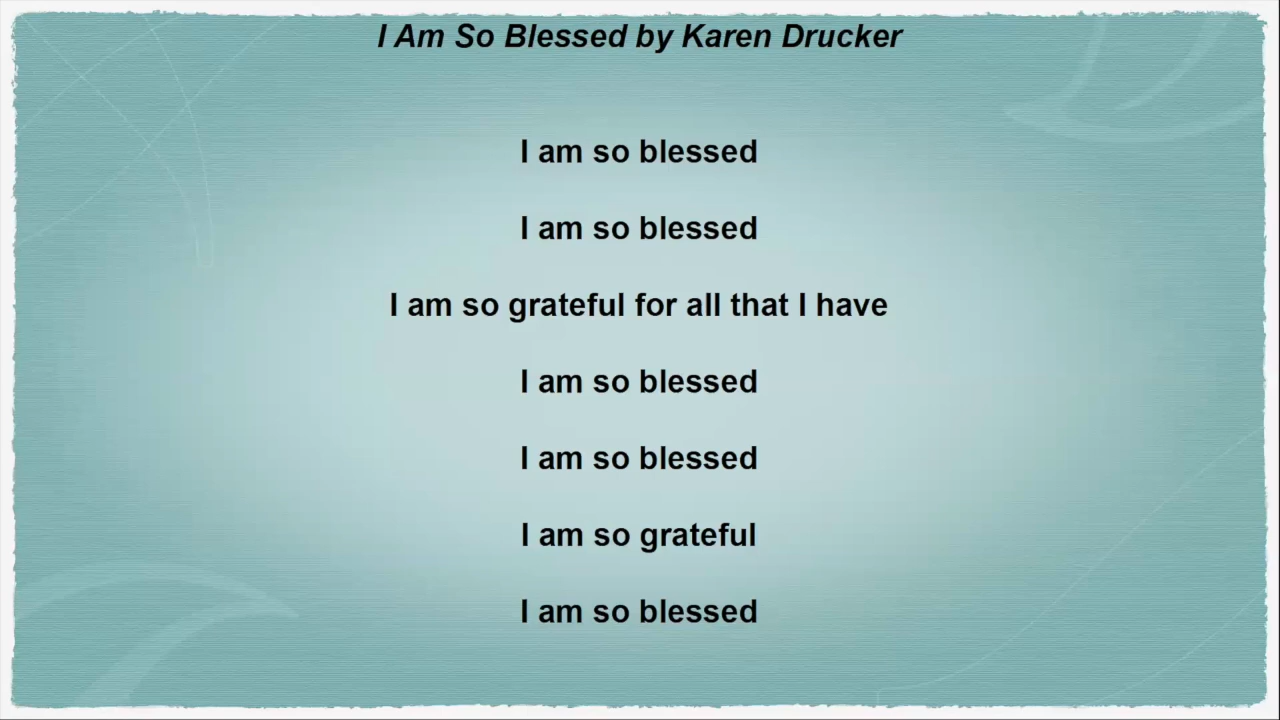 I Am So Blessed by Karen Drucker
I am so blessed
I am so blessed
I am so grateful for all that I have
I am so blessed
I am so blessed
I am so grateful
I am so blessed